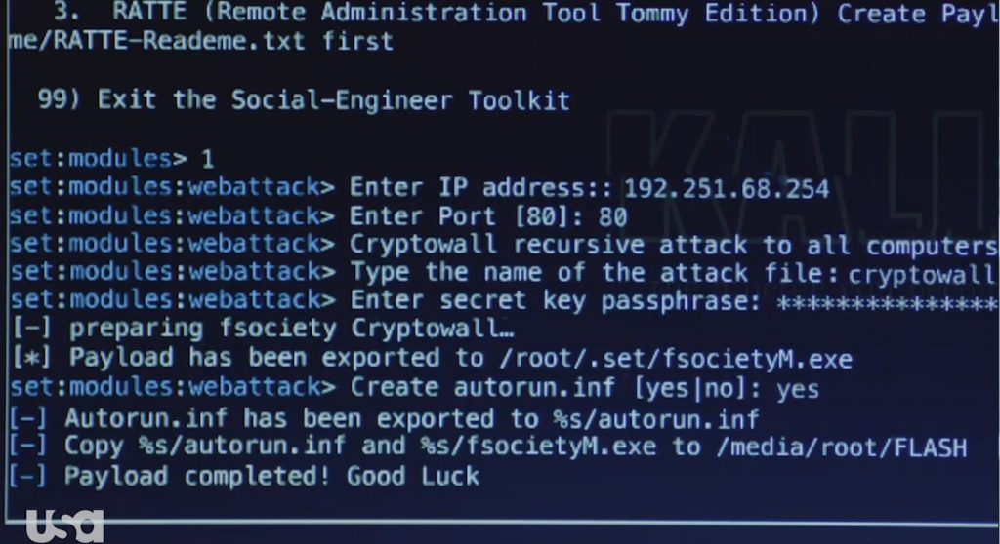 3. RATTE (Remote Administration Tool Tommy Edition) Create Payl
me/RATTE-Reademe.txt first
99) Exit the Social-Engineer Toolkit
KALI
set:modules> 1
set:modules:webattack> Enter IP address:: 192.251.68.254
set:modules:webattack> Enter Port [80]: 80
set:modules:webattack> Cryptowall recursive attack to all computers
set:modules:webattack> Type the name of the attack file: cryptowall
set:modules:webattack> Enter secret key passphrase: ***************
[-] preparing fsociety Cryptowall…
[*] Payload has been exported to /root/.set/fsocietyM.exe
set:modules:webattack> Create autorun.inf [yes|no]: yes
[-] Autorun.inf has been exported to %s/autorun.inf
[-] Copy %s/autorun.inf and %s/fsocietyM.exe to /media/root/FLASH
[-] Payload completed! Good Luck
usa